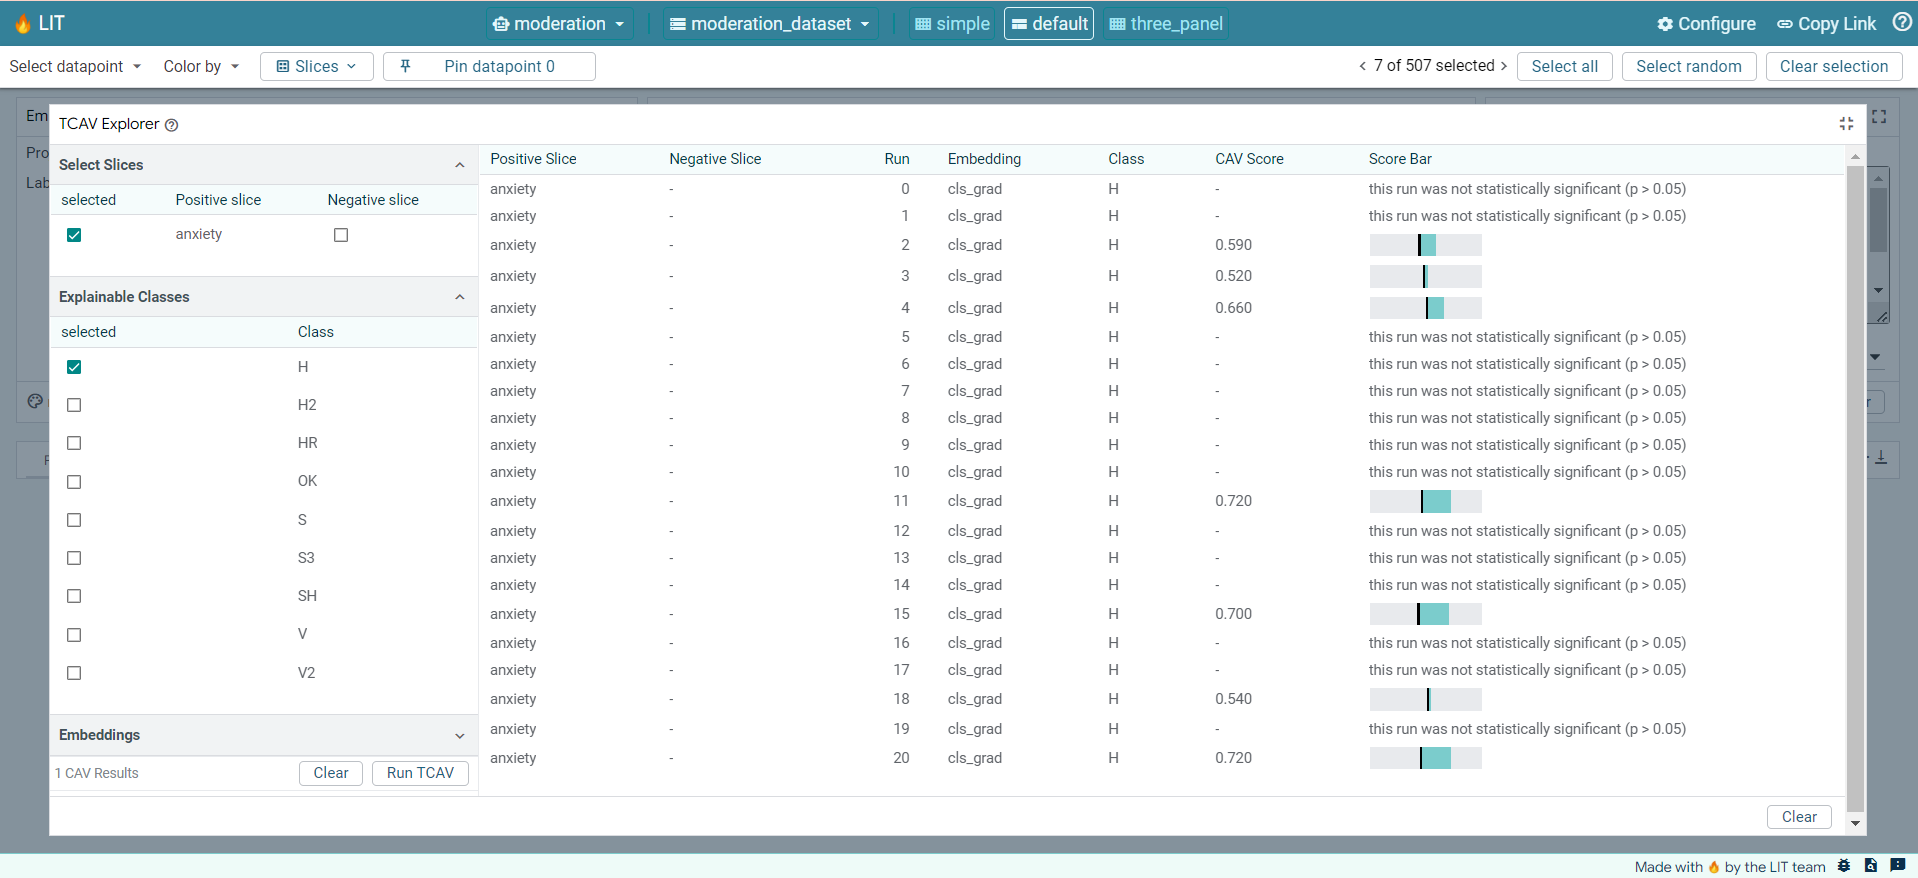 LIT moderation moderation_dataset simple default three_panel Configure Copy Link
Select datapoint Color by Slices Pin datapoint 0 7 of 507 selected Select all Select random Clear selection
Em
Pro
Lab
TCAV Explorer
Select Slices
selected Positive slice Negative slice
anxiety
Explainable Classes
selected Class
H
H2
HR
OK
S
S3
SH
V
V2
Embeddings
1 CAV Results Clear Run TCAV
Positive Slice Negative Slice Run Embedding Class CAV Score Score Bar
anxiety - 0 cls_grad H - this run was not statistically significant (p > 0.05)
anxiety - 1 cls_grad H - this run was not statistically significant (p > 0.05)
anxiety - 2 cls_grad H 0.590
anxiety - 3 cls_grad H 0.520
anxiety - 4 cls_grad H 0.660
anxiety - 5 cls_grad H - this run was not statistically significant (p > 0.05)
anxiety - 6 cls_grad H - this run was not statistically significant (p > 0.05)
anxiety - 7 cls_grad H - this run was not statistically significant (p > 0.05)
anxiety - 8 cls_grad H - this run was not statistically significant (p > 0.05)
anxiety - 9 cls_grad H - this run was not statistically significant (p > 0.05)
anxiety - 10 cls_grad H - this run was not statistically significant (p > 0.05)
anxiety - 11 cls_grad H 0.720
anxiety - 12 cls_grad H - this run was not statistically significant (p > 0.05)
anxiety - 13 cls_grad H - this run was not statistically significant (p > 0.05)
anxiety - 14 cls_grad H - this run was not statistically significant (p > 0.05)
anxiety - 15 cls_grad H 0.700
anxiety - 16 cls_grad H - this run was not statistically significant (p > 0.05)
anxiety - 17 cls_grad H - this run was not statistically significant (p > 0.05)
anxiety - 18 cls_grad H 0.540
anxiety - 19 cls_grad H - this run was not statistically significant (p > 0.05)
anxiety - 20 cls_grad H 0.720
Clear
Made with by the LIT team